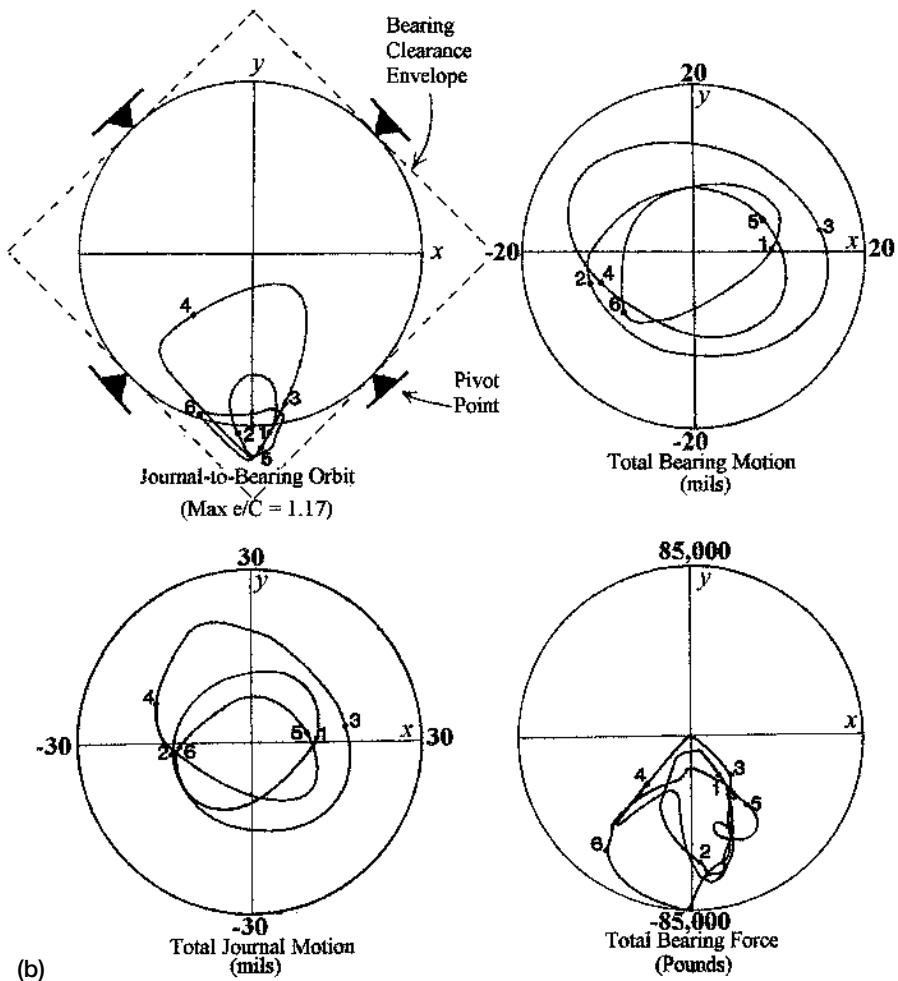 Bearing
Clearance
Envelope
y
x
4
3
6
2
1
5
Pivot
Point
Journal-to-Bearing Orbit
(Max e/C = 1.17)
20
y
5
3
1
x
-20
20
2
4
6
-20
Total Bearing Motion
(mils)
30
y
4
3
x
5
1
-30
30
2
6
-30
Total Journal Motion
(mils)
85,000
y
x
4
3
1
5
6
2
-85,000
Total Bearing Force
(Pounds)
(b)